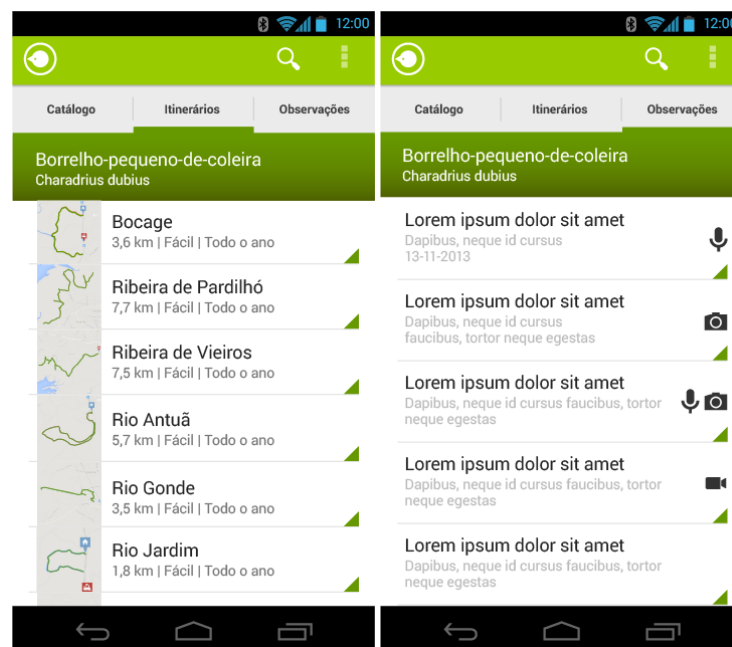 12:00
Catálogo Itinerários Observações
Borrelho-pequeno-de-coleira
Charadrius dubius
Bocage
3,6 km | Fácil | Todo o ano
Ribeira de Pardilhó
7,7 km | Fácil | Todo o ano
Ribeira de Vieiros
7,5 km | Fácil | Todo o ano
Rio Antuã
5,7 km | Fácil | Todo o ano
Rio Gonde
3,5 km | Fácil | Todo o ano
Rio Jardim
1,8 km | Fácil | Todo o ano
12:00
Catálogo Itinerários Observações
Borrelho-pequeno-de-coleira
Charadrius dubius
Lorem ipsum dolor sit amet
Dapibus, neque id cursus
13-11-2013
Lorem ipsum dolor sit amet
Dapibus, neque id cursus
faucibus, tortor neque egestas
Lorem ipsum dolor sit amet
Dapibus, neque id cursus faucibus, tortor
neque egestas
Lorem ipsum dolor sit amet
Dapibus, neque id cursus faucibus, tortor
neque egestas
Lorem ipsum dolor sit amet
Dapibus, neque id cursus faucibus, tortor
neque egestas